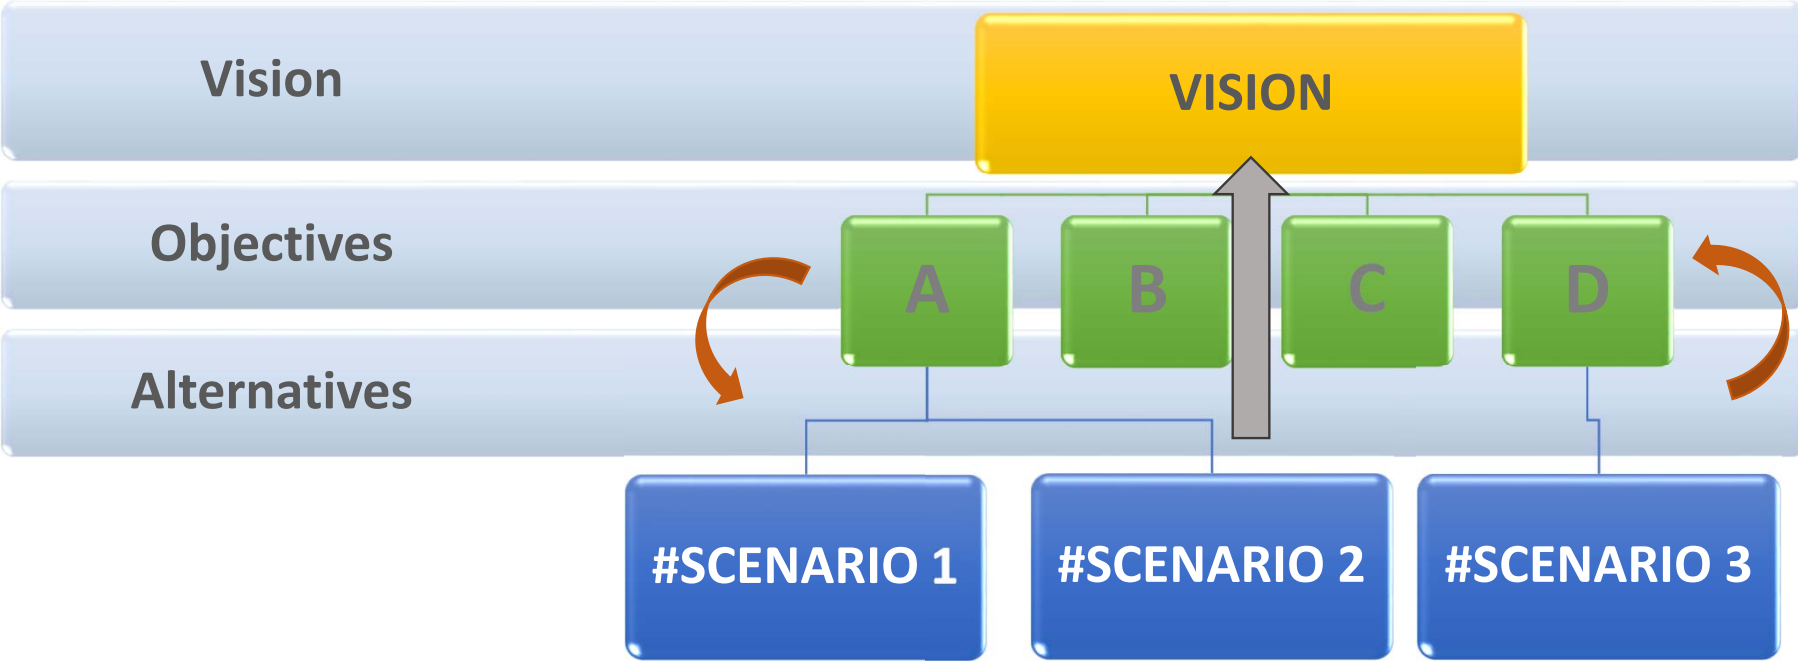 Vision
VISION
Objectives
A B C D
Alternatives
#SCENARIO 1 #SCENARIO 2 #SCENARIO 3